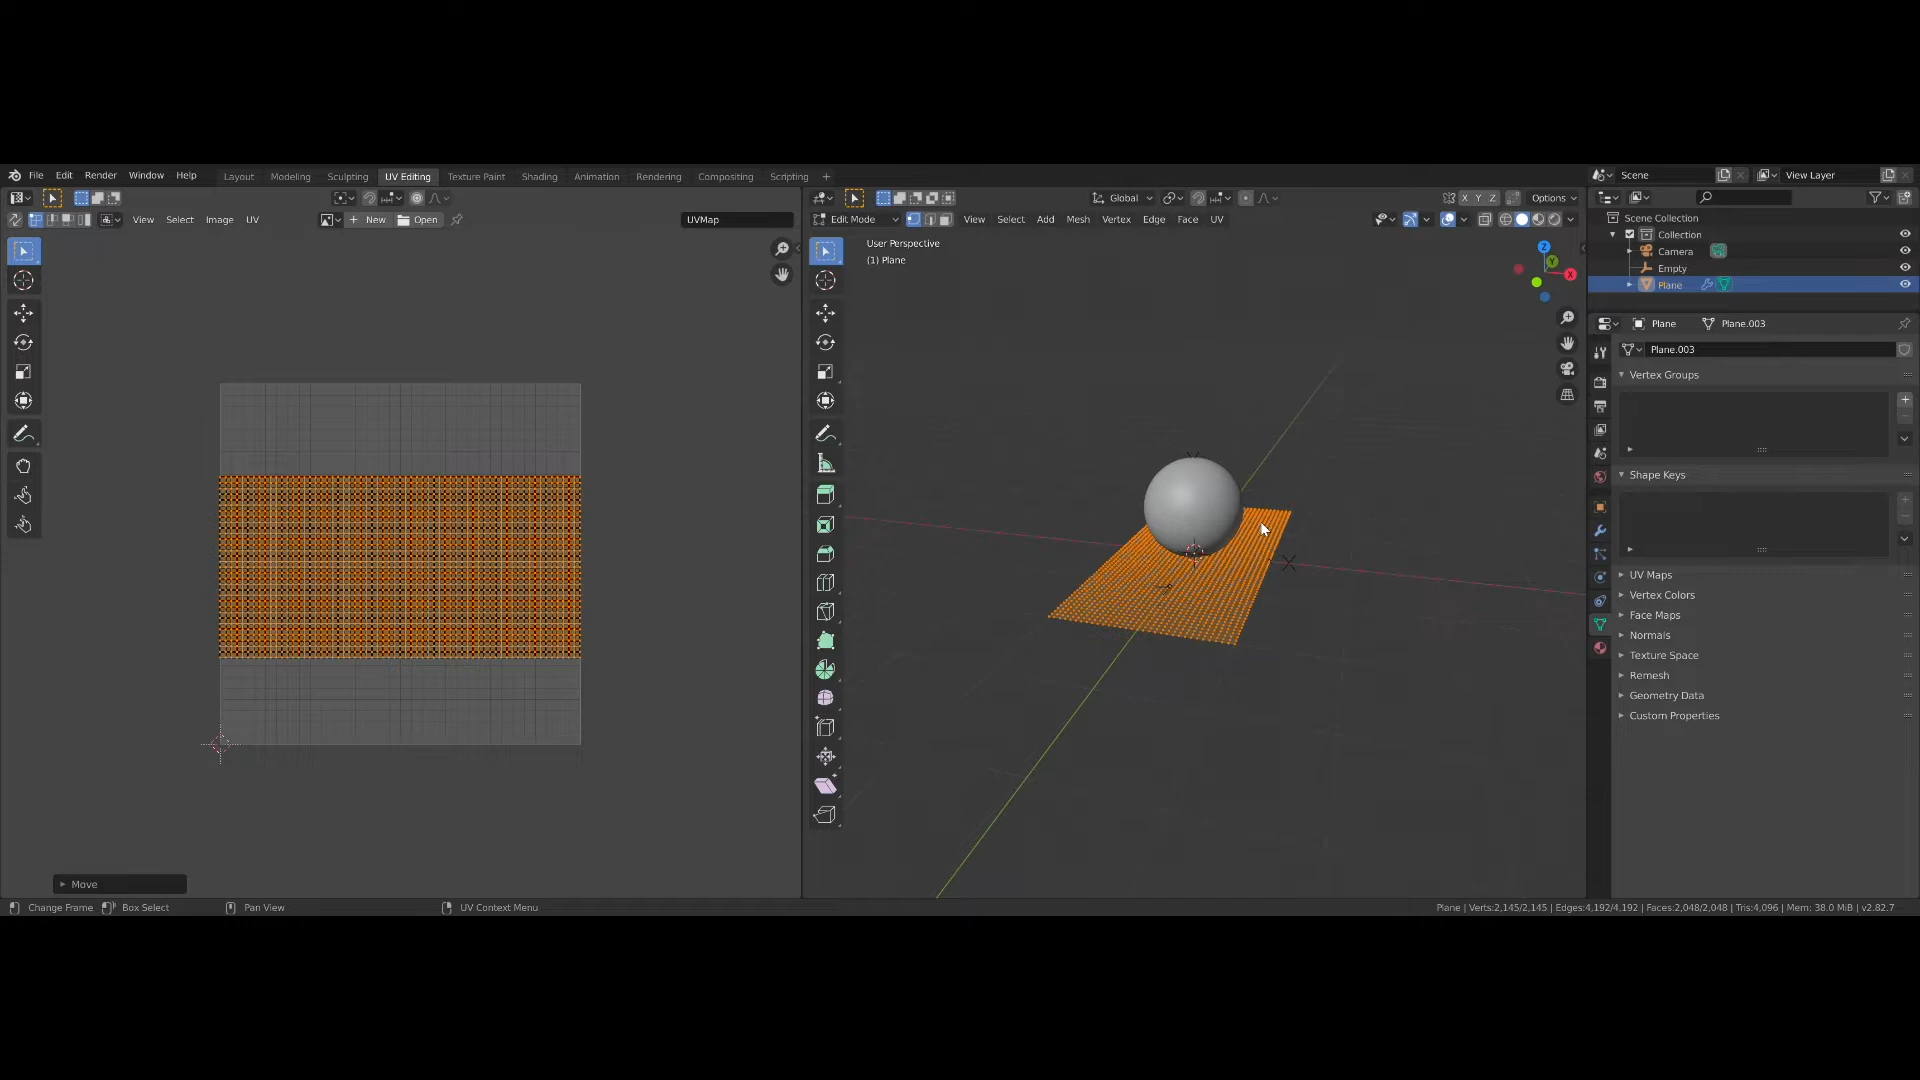 File Edit Render Window Help Layout Modeling Sculpting UV Editing Texture Paint Shading Animation Rendering Compositing Scripting + Scene View Layer
Global X Y Z Options
View Select Image UV New Open UVMap Edit Mode View Select Add Mesh Vertex Edge Face UV
Scene Collection
Collection
Camera
Empty
Plane
User Perspective
(1) Plane
Z
Y
X
Plane Plane.003
Plane.003
Vertex Groups
Shape Keys
UV Maps
Vertex Colors
Face Maps
Normals
Texture Space
Remesh
Geometry Data
Custom Properties
Move
Change Frame Box Select Pan View UV Context Menu Plane | Verts:2,145/2,145 | Edges:4,192/4,192 | Faces:2,048/2,048 | Tris:4,096 | Mem: 38.0 MiB | v2.82.7